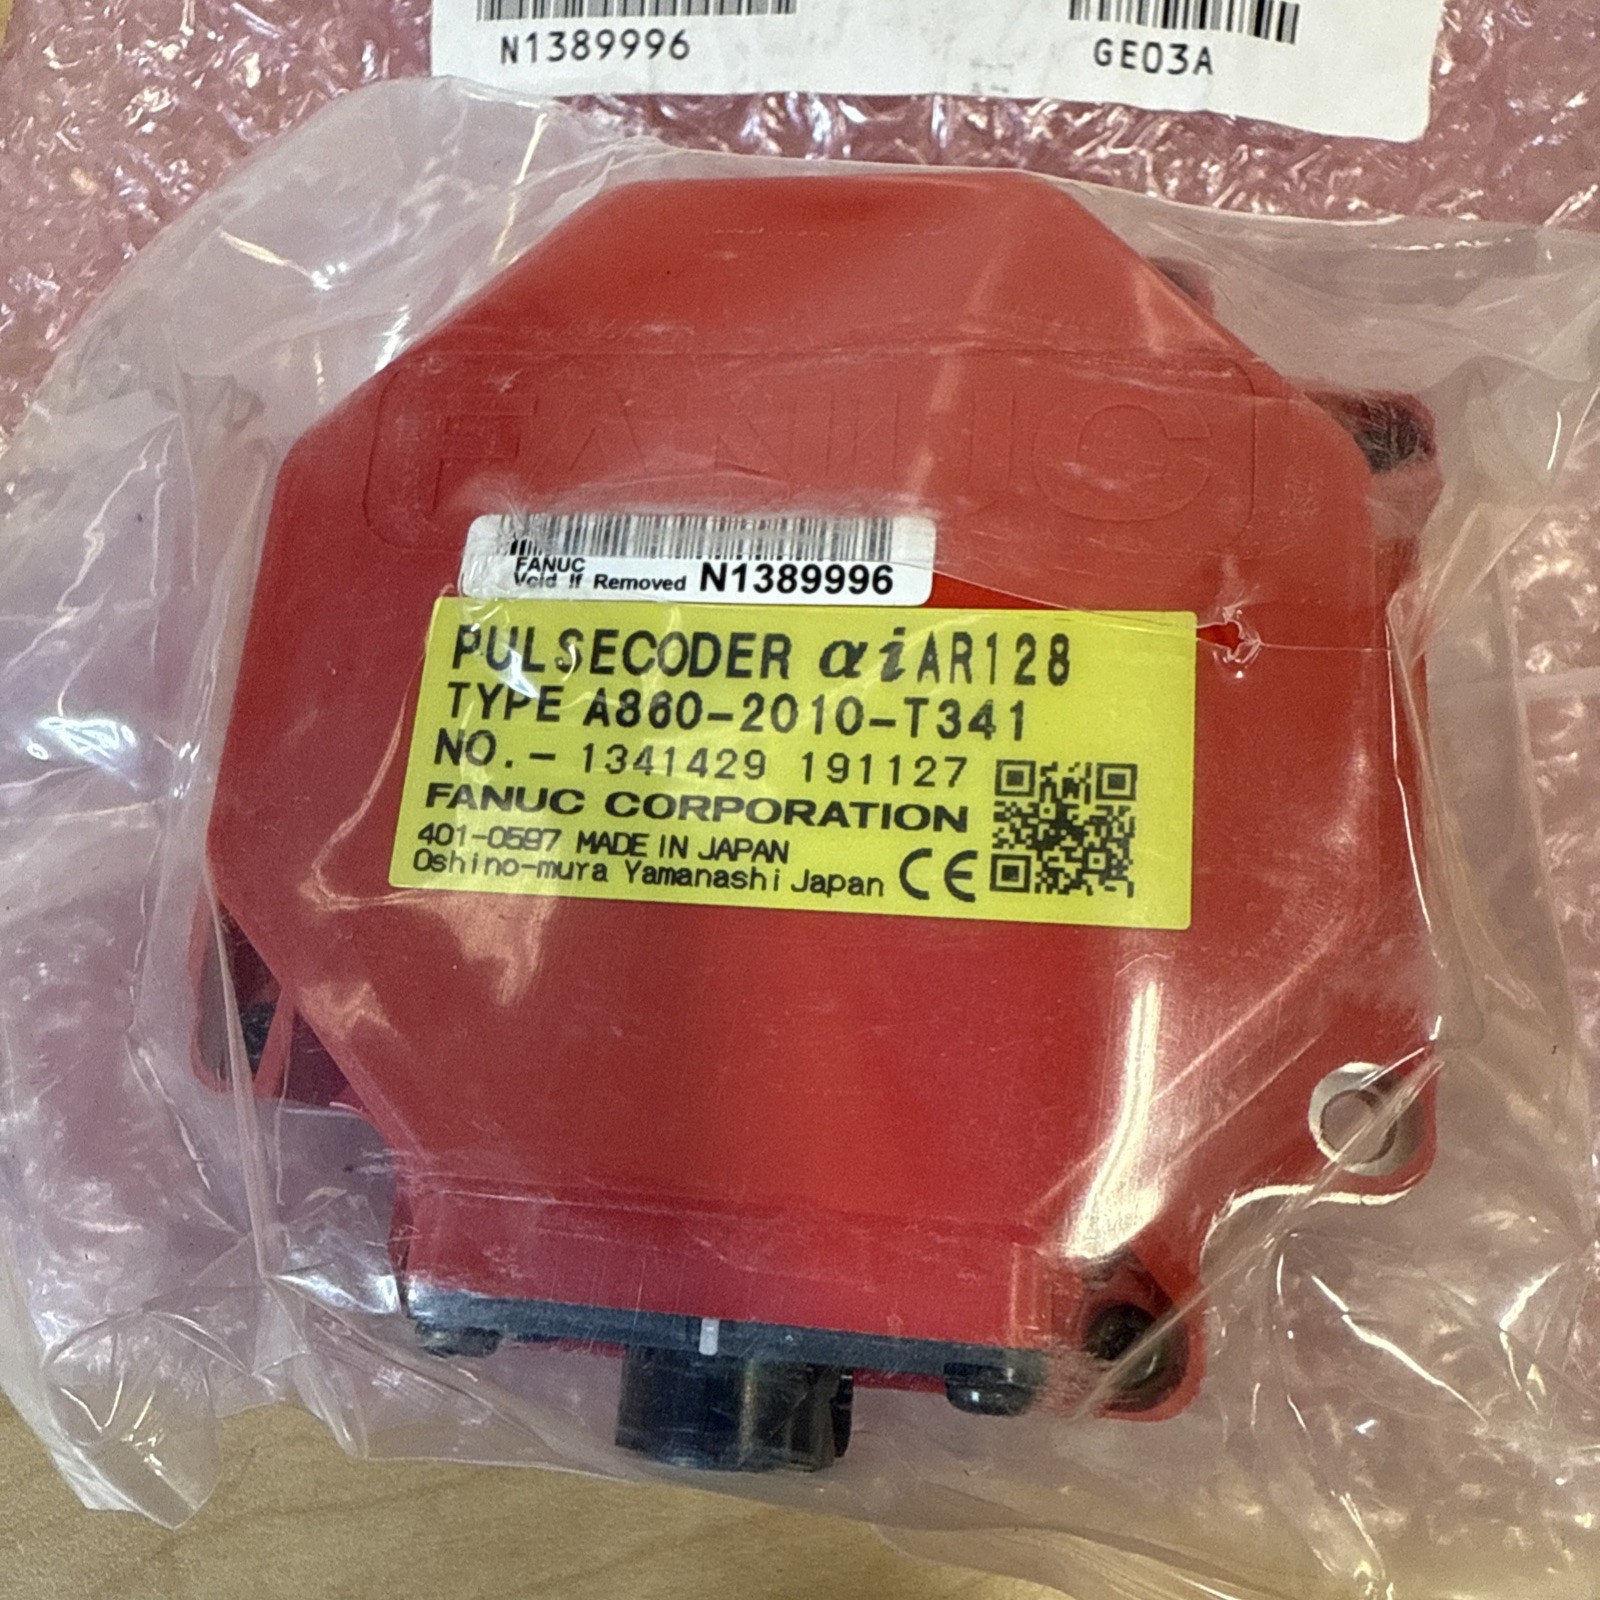 N1389996 GE03A
FANUC
FANUC
Void If Removed N1389996
PULSECODER αiAR128
TYPE A860-2010-T341
NO.- 1341429 191127
FANUC CORPORATION
401-0597 MADE IN JAPAN
Oshino-mura Yamanashi Japan CE